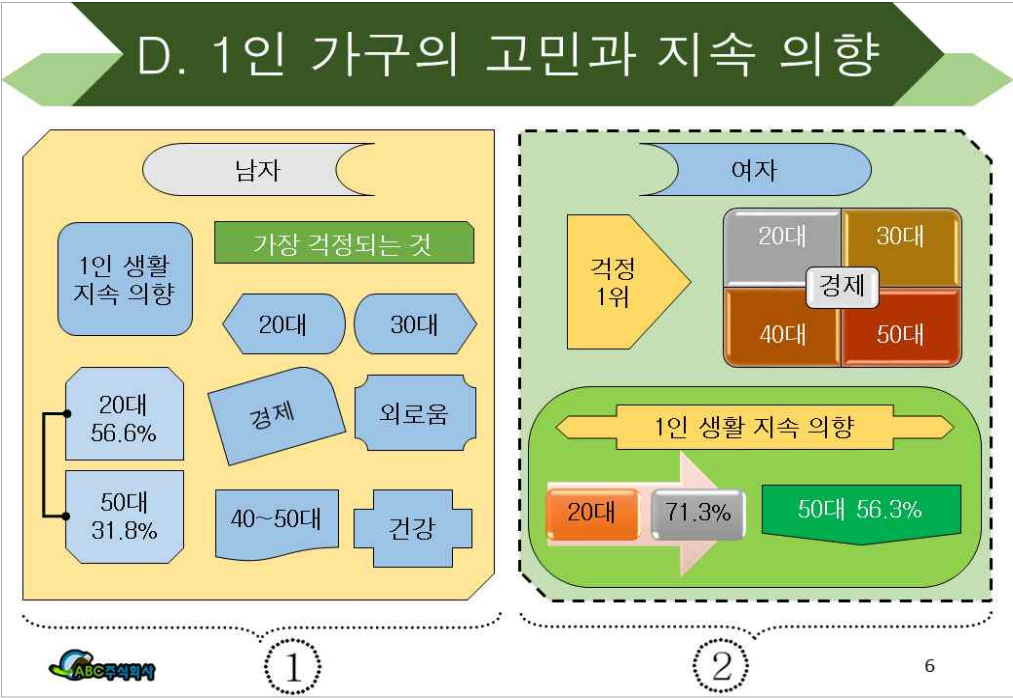 D. 1인 가구의 고민과 지속 의향
남자
1인 생활
지속 의향
가장 걱정되는 것
20대
30대
20대
56.6%
경제
외로움
50대
31.8%
40~50대
건강
여자
걱정
1위
20대
30대
경제
40대
50대
1인 생활 지속 의향
20대
71.3%
50대 56.3%
ABC주식회사
1
2
6